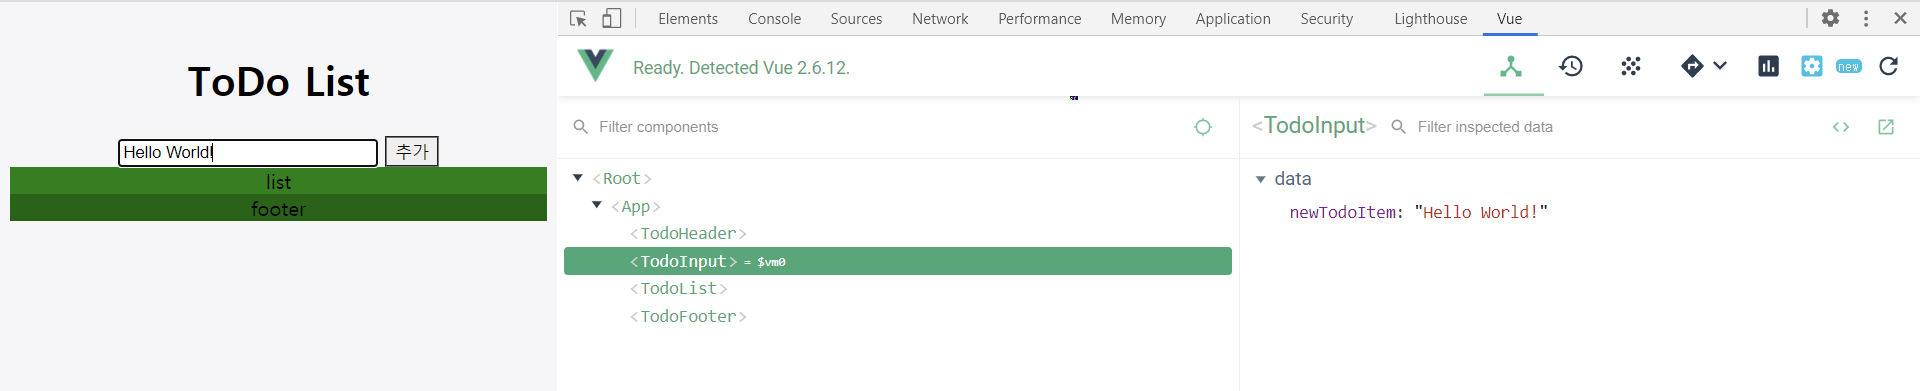 ToDo List
Hello World! 추가
list
footer
Elements Console Sources Network Performance Memory Application Security Lighthouse Vue
Ready. Detected Vue 2.6.12.
new
Filter components
<Root>
<App>
<TodoHeader>
<TodoInput> = $vm0
<TodoList>
<TodoFooter>
<TodoInput> Filter inspected data
data
newTodoItem: "Hello World!"